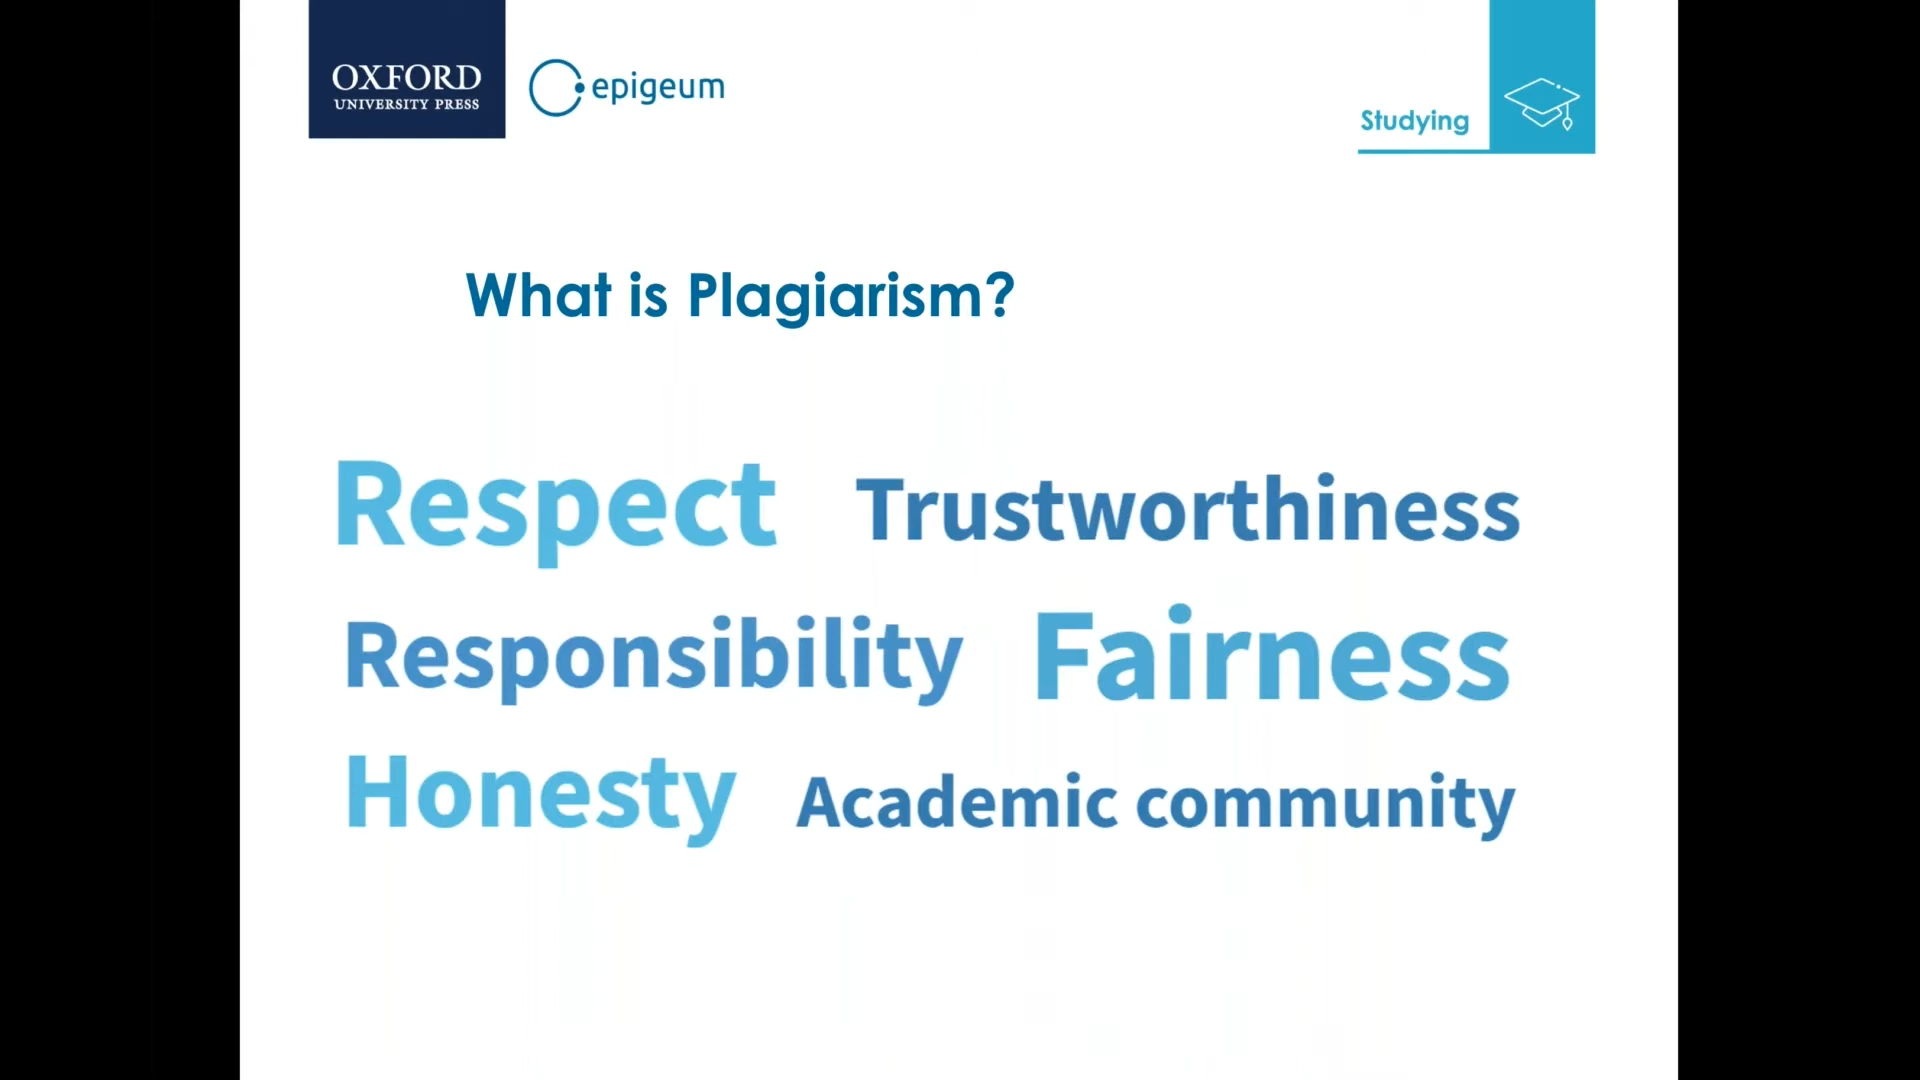 OXFORD
UNIVERSITY PRESS
epigeum
Studying
What is Plagiarism?
Respect Trustworthiness
Responsibility Fairness
Honesty Academic community